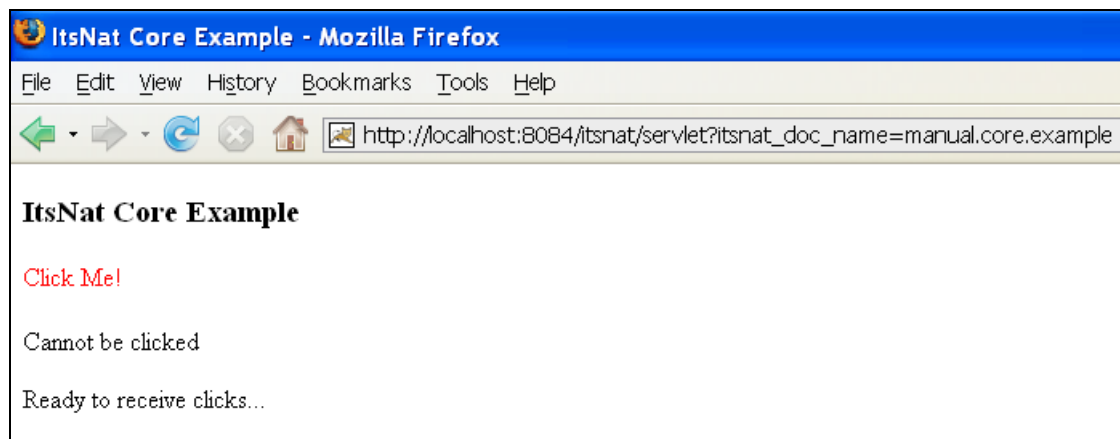 ItsNat Core Example - Mozilla Firefox
File Edit View History Bookmarks Tools Help
http://localhost:8084/itsnat/servlet?itsnat_doc_name=manual.core.example
ItsNat Core Example
Click Me!
Cannot be clicked
Ready to receive clicks...